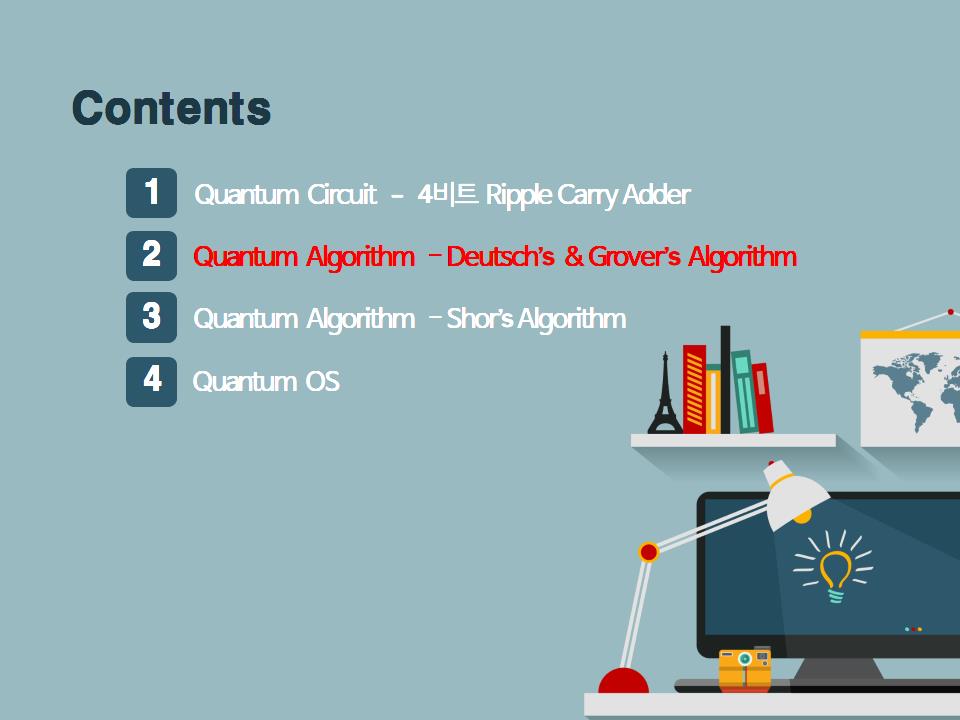 Contents
1 Quantum Circuit - 4비트 Ripple Carry Adder
2 Quantum Algorithm - Deutsch's & Grover's Algorithm
3 Quantum Algorithm - Shor's Algorithm
4 Quantum OS